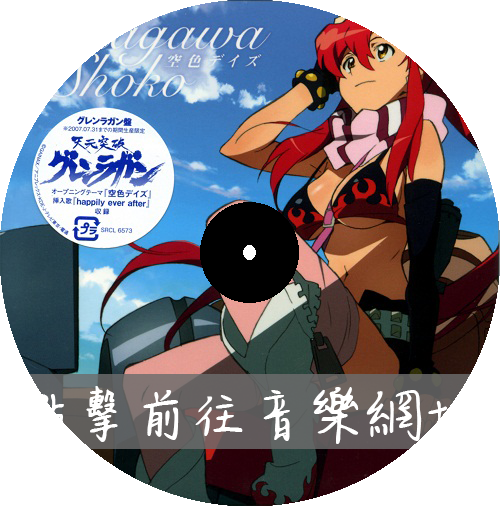 Shoko
空色デイズ
グレンラガン盤
※2007.07.31までの期間生産限定
天元突破
グレンラガン
オープニングテーマ「空色デイズ」
挿入歌「happily ever after」
収録
SRCL 6573
擊前往音樂網